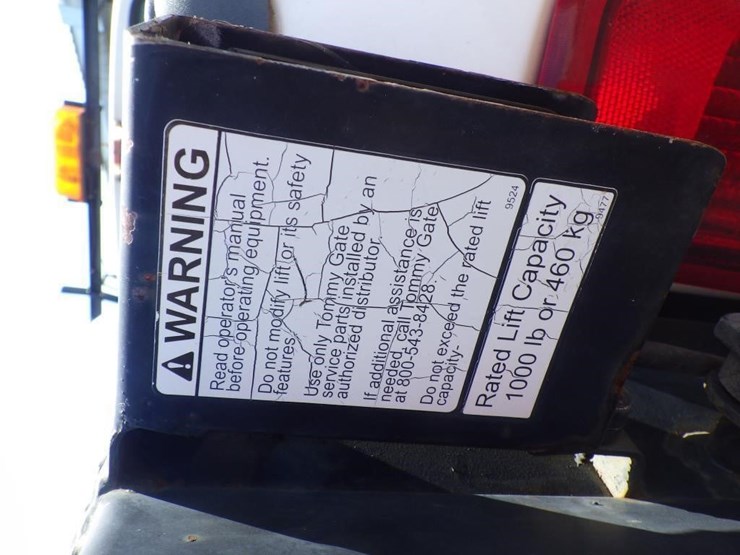 WARNING
Read operator's manual
before operating equipment.
Do not modify lift or its safety
features.
Use only Tommy Gate
service parts installed by an
authorized distributor.
If additional assistance is
needed, call Tommy Gate
at 800-543-8428.
Do not exceed the rated lift
capacity-
9524
Rated Lift Capacity
1000 lb or 460 kg
9477